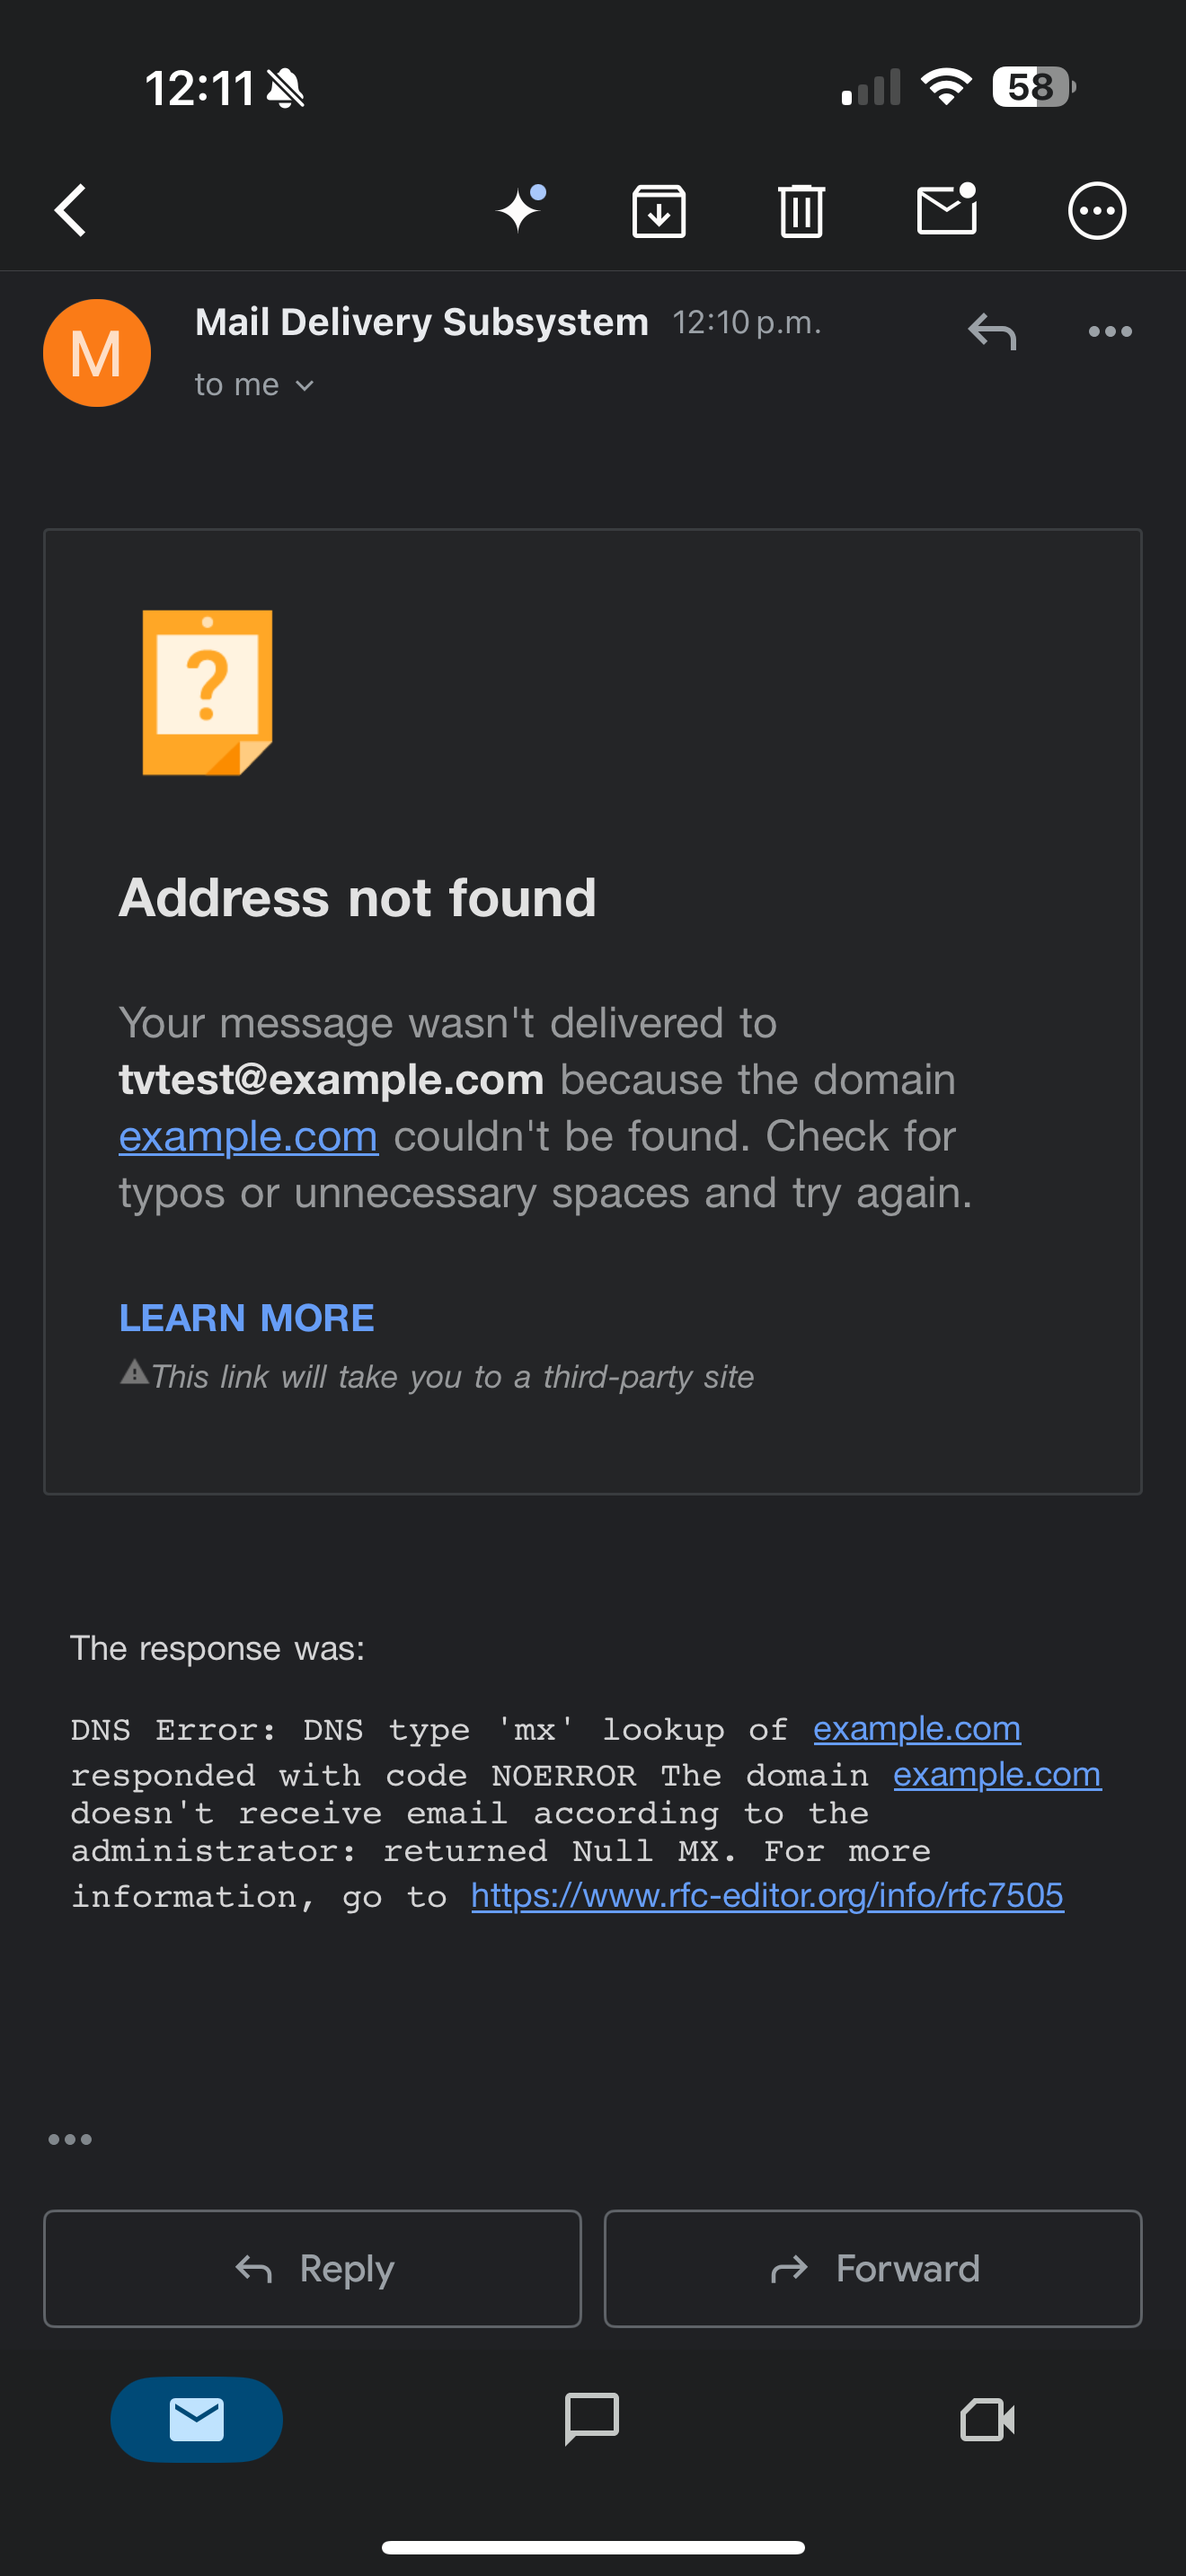 12:11
58
M
Mail Delivery Subsystem 12:10 p.m.
to me
?
Address not found
Your message wasn't delivered to
tvtest@example.com because the domain
example.com couldn't be found. Check for
typos or unnecessary spaces and try again.
LEARN MORE
This link will take you to a third-party site
The response was:
DNS Error: DNS type 'mx' lookup of example.com
responded with code NOERROR The domain example.com
doesn't receive email according to the
administrator: returned Null MX. For more
information, go to https://www.rfc-editor.org/info/rfc7505
Reply
Forward